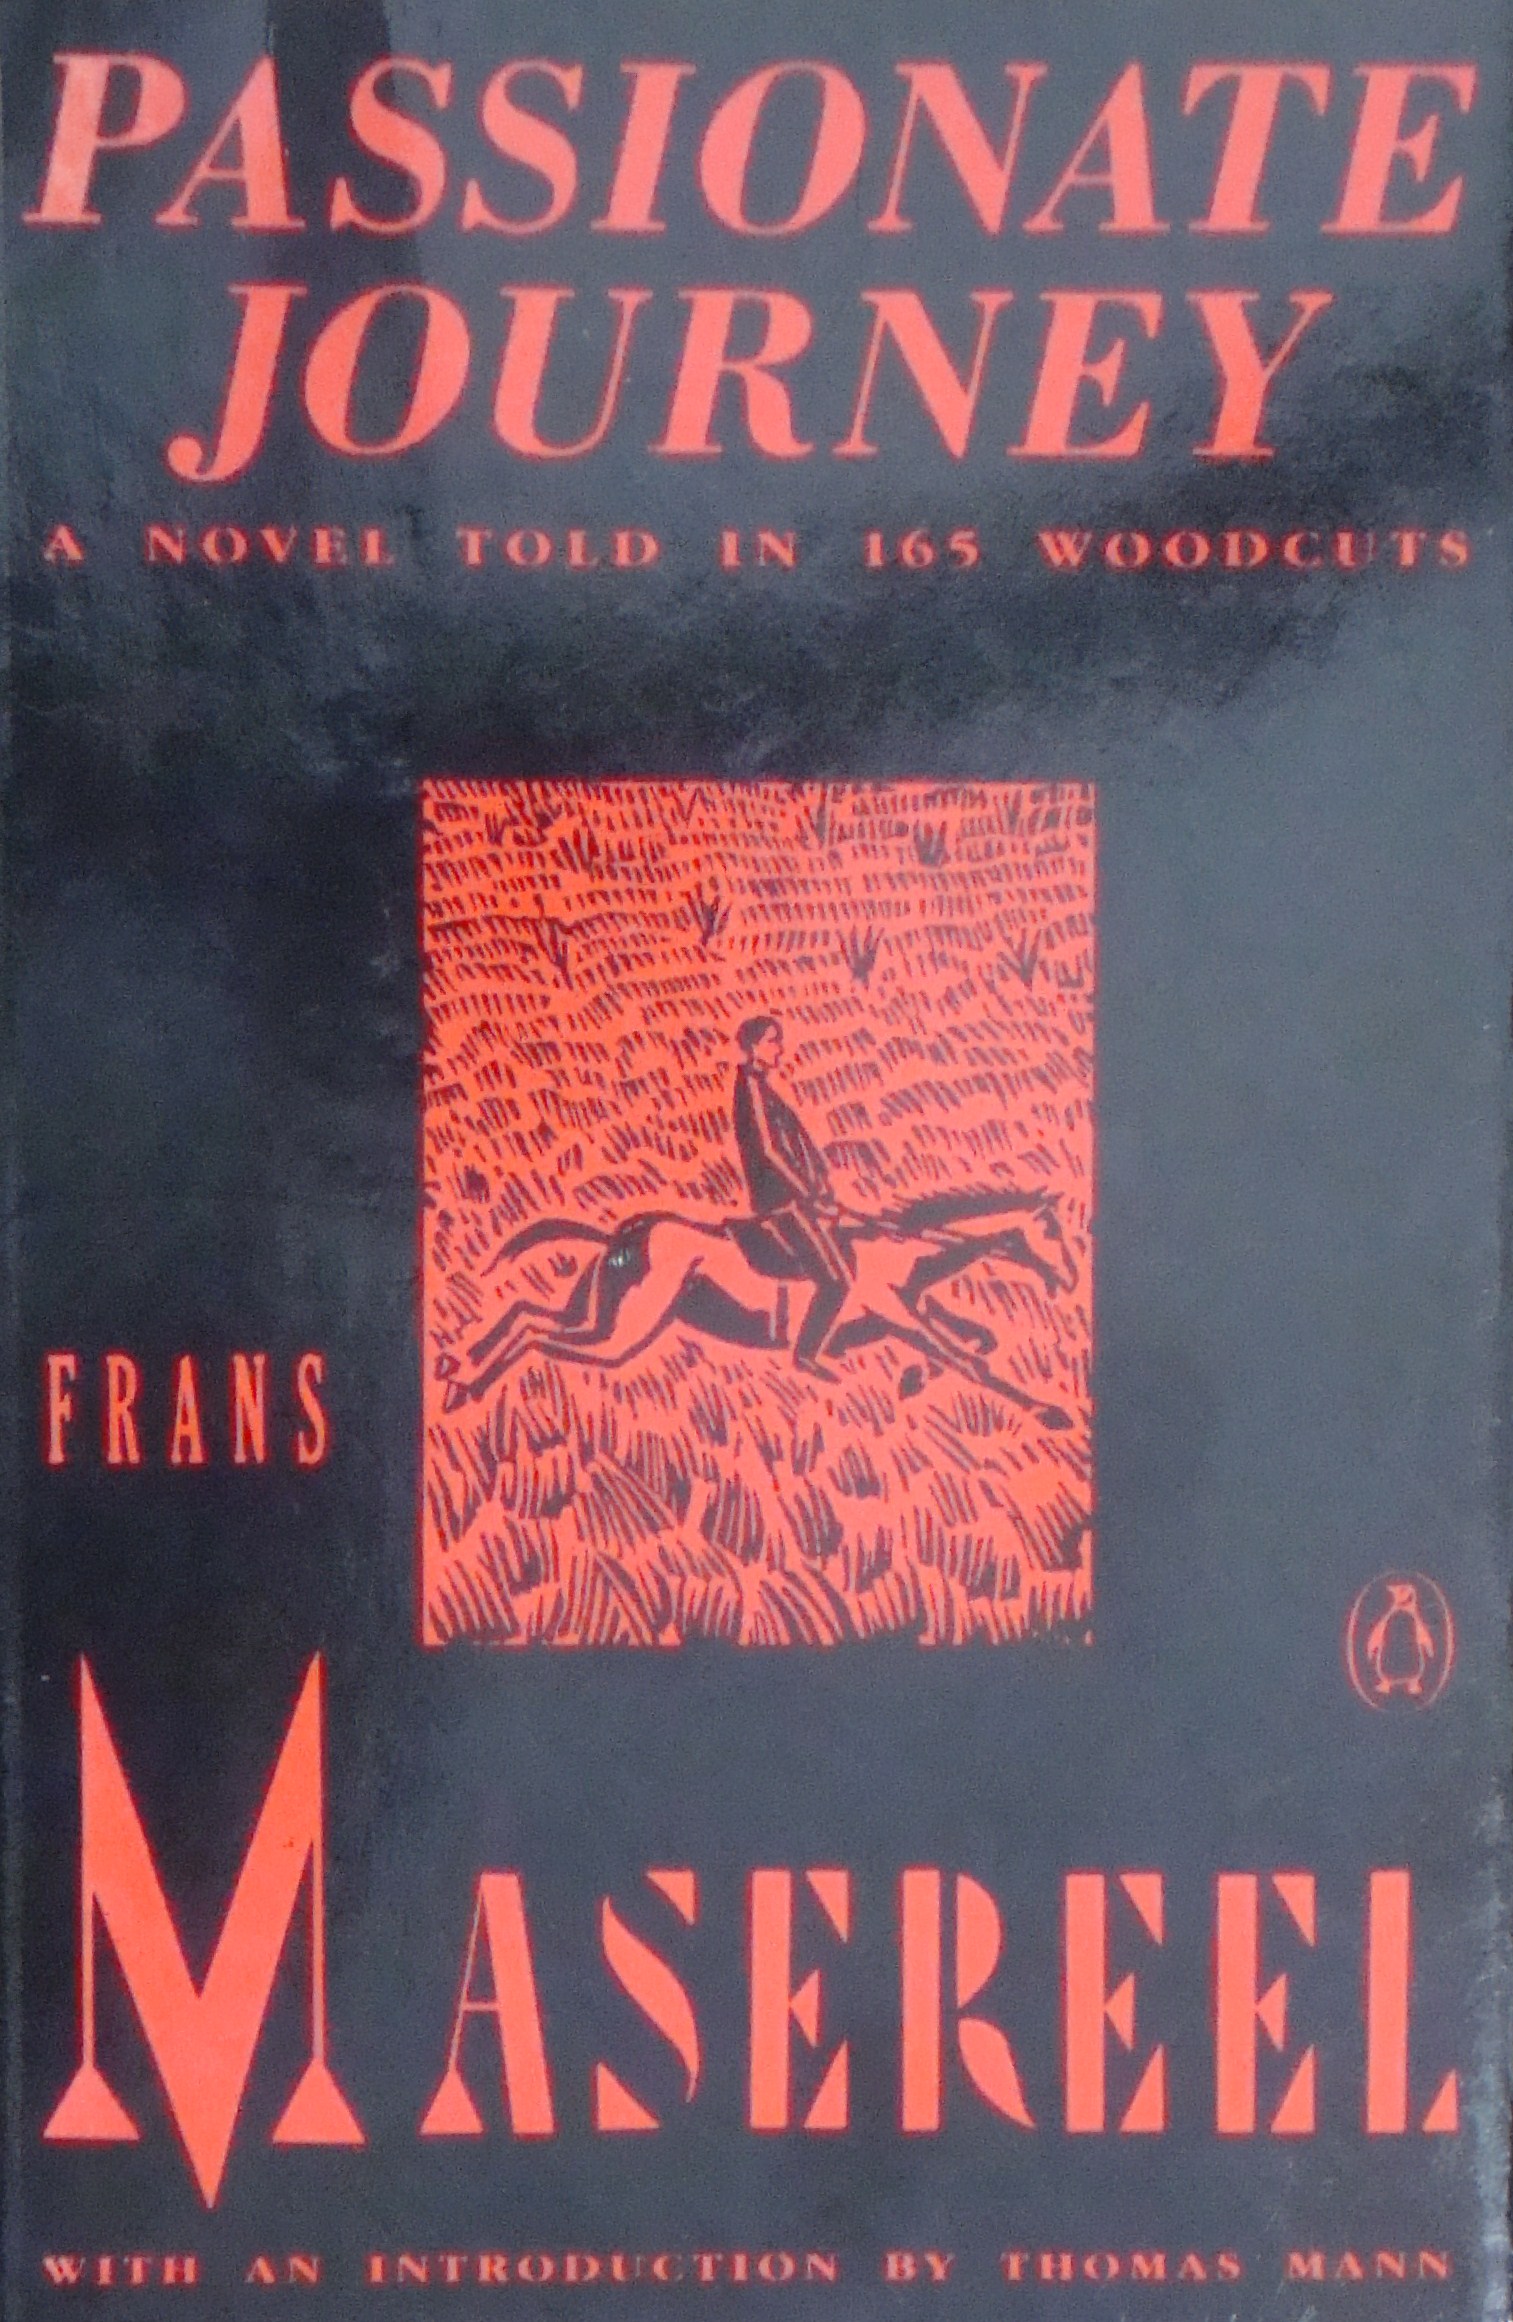 PASSIONATE
JOURNEY
A NOVEL TOLD IN 165 WOODCUTS
FRANS
MASEREEL
WITH AN INTRODUCTION BY THOMAS MANN